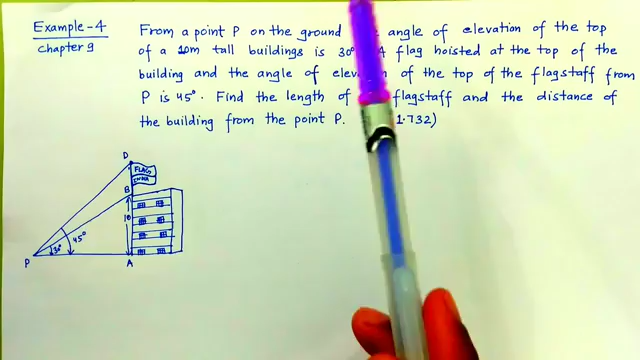 Example-4
Chapter 9
From a point P on the ground angle of elevation of the top
of a 10m tall buildings is 30° A flag hoisted at the top of the
building and the angle of of the top of the flagstaff from
P is 45°. Find the length of flagstaff and the distance of
the building from the point P. 1.732)
D
FLAG
INDIA
B
10
45°
30°
P
A